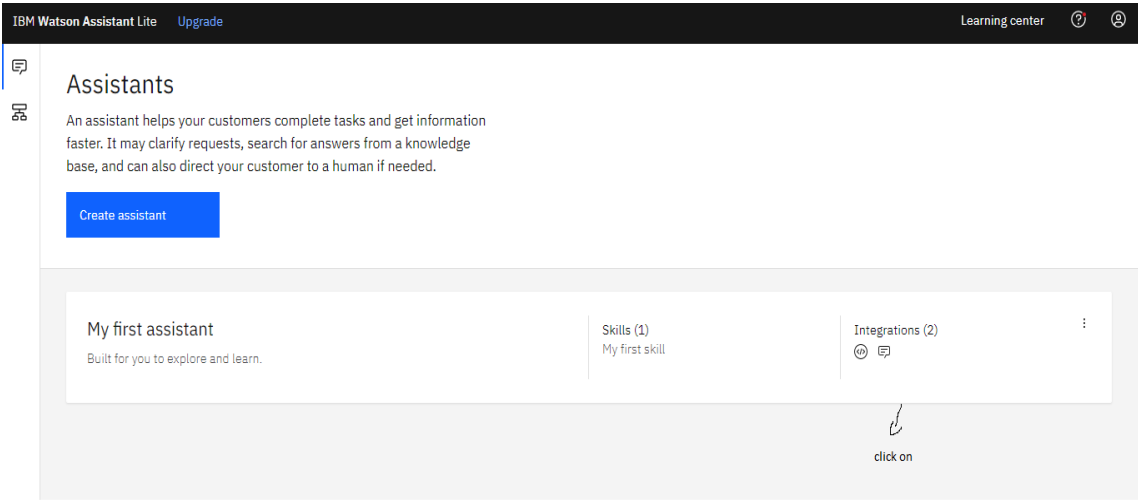 IBM Watson Assistant Lite Upgrade Learning center
Assistants
An assistant helps your customers complete tasks and get information
faster. It may clarify requests, search for answers from a knowledge
base, and can also direct your customer to a human if needed.
Create assistant
My first assistant
Built for you to explore and learn.
Skills (1)
My first skill
Integrations (2)
click on